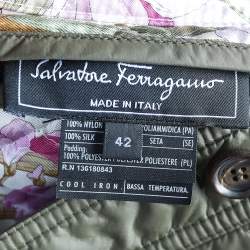 Salvatore Ferragamo
MADE IN ITALY
100% NYLON POLIAMMIDICA (PA)
100% SILK SETA (SE)
42
Padding:
100% POLYESTER POLIESTERE (PL)
R.N 136180843
COOL IRON BASSA TEMPERATURA.